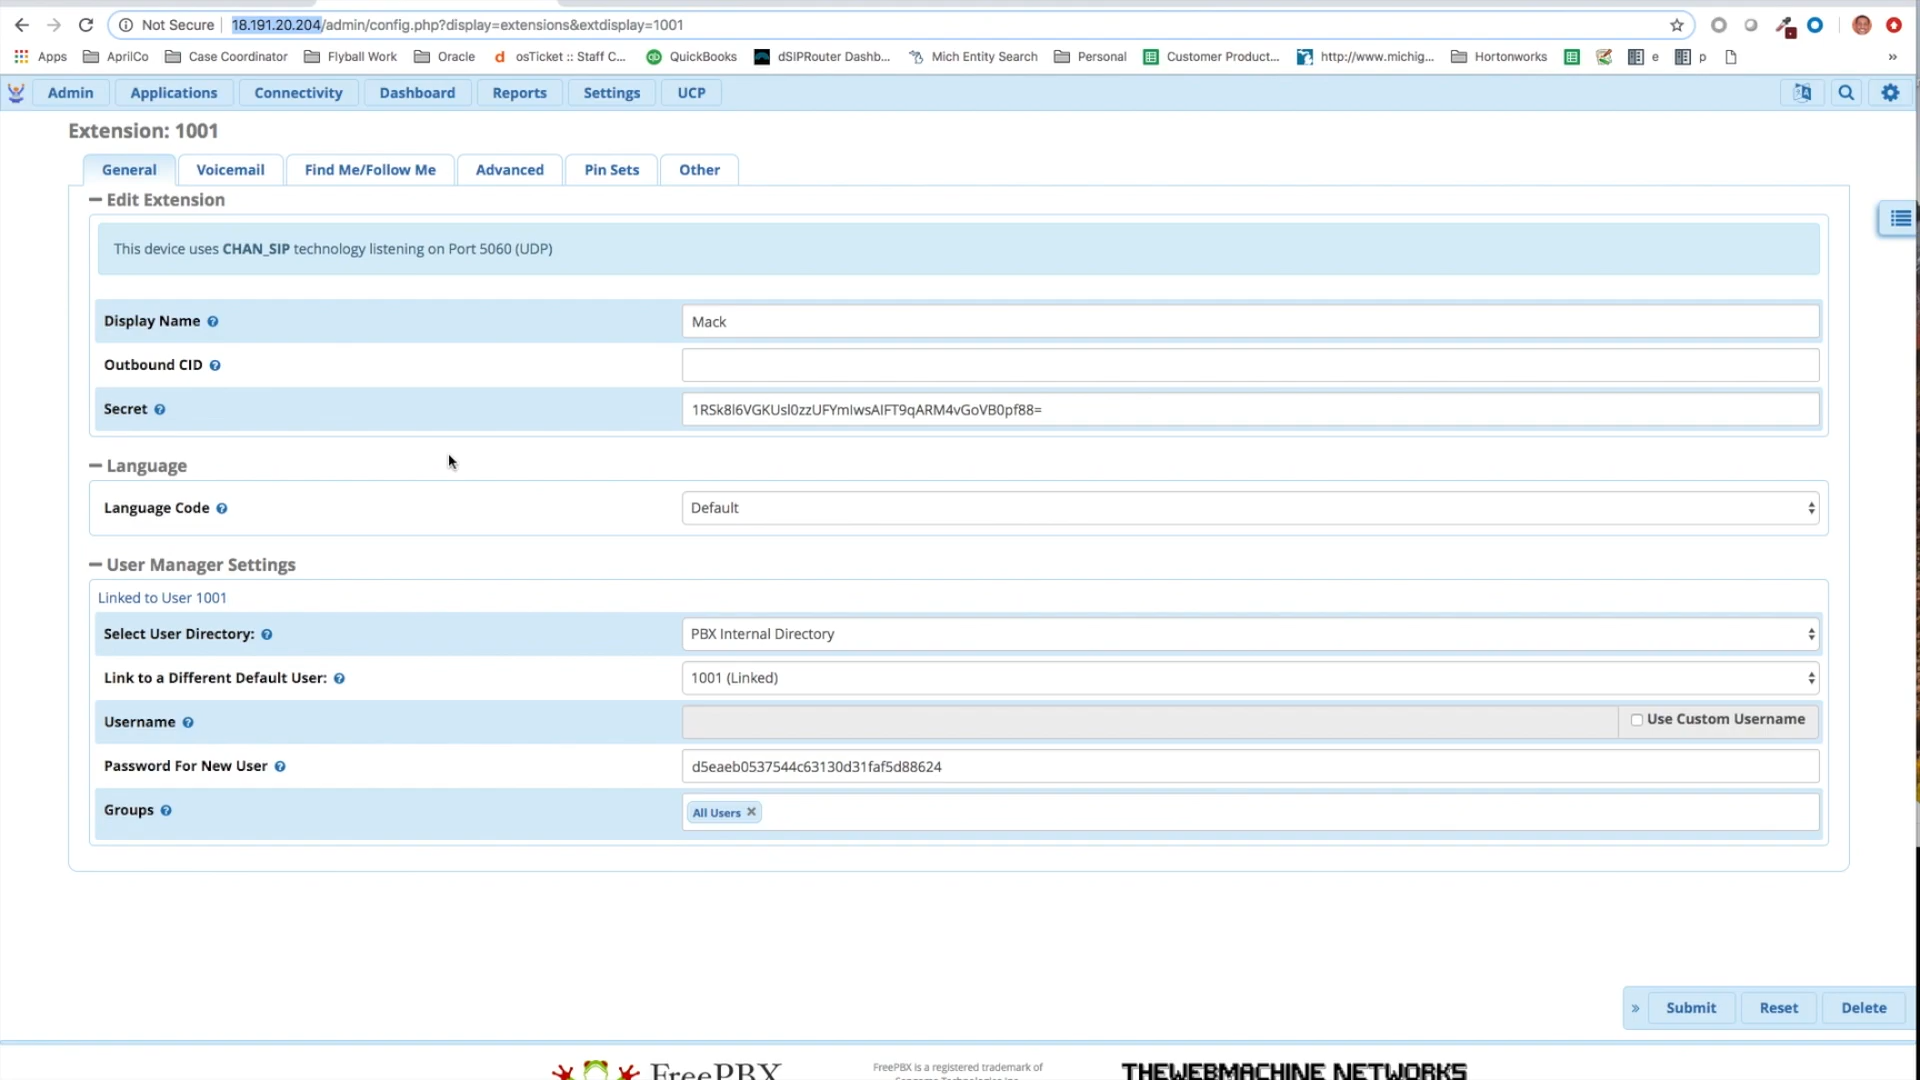 Not Secure | 18.191.20.204/admin/config.php?display=extensions&extdisplay=1001
Apps AprilCo Case Coordinator Flyball Work Oracle osTicket :: Staff C... QuickBooks dSIPRouter Dashb... Mich Entity Search Personal Customer Product... http://www.michig... Hortonworks e p »
Admin Applications Connectivity Dashboard Reports Settings UCP
Extension: 1001
General Voicemail Find Me/Follow Me Advanced Pin Sets Other
Edit Extension
This device uses CHAN_SIP technology listening on Port 5060 (UDP)
Display Name Mack
Outbound CID
Secret 1RSk8l6VGKUsl0zzUFYmIwsAIFT9qARM4vGoVB0pf88=
Language
Language Code Default
User Manager Settings
Linked to User 1001
Select User Directory: PBX Internal Directory
Link to a Different Default User: 1001 (Linked)
Username Use Custom Username
Password For New User d5eaeb0537544c63130d31faf5d88624
Groups All Users ×
» Submit Reset Delete
FreePBX FreePBX is a registered trademark of THEWEBMACHINE NETWORKS